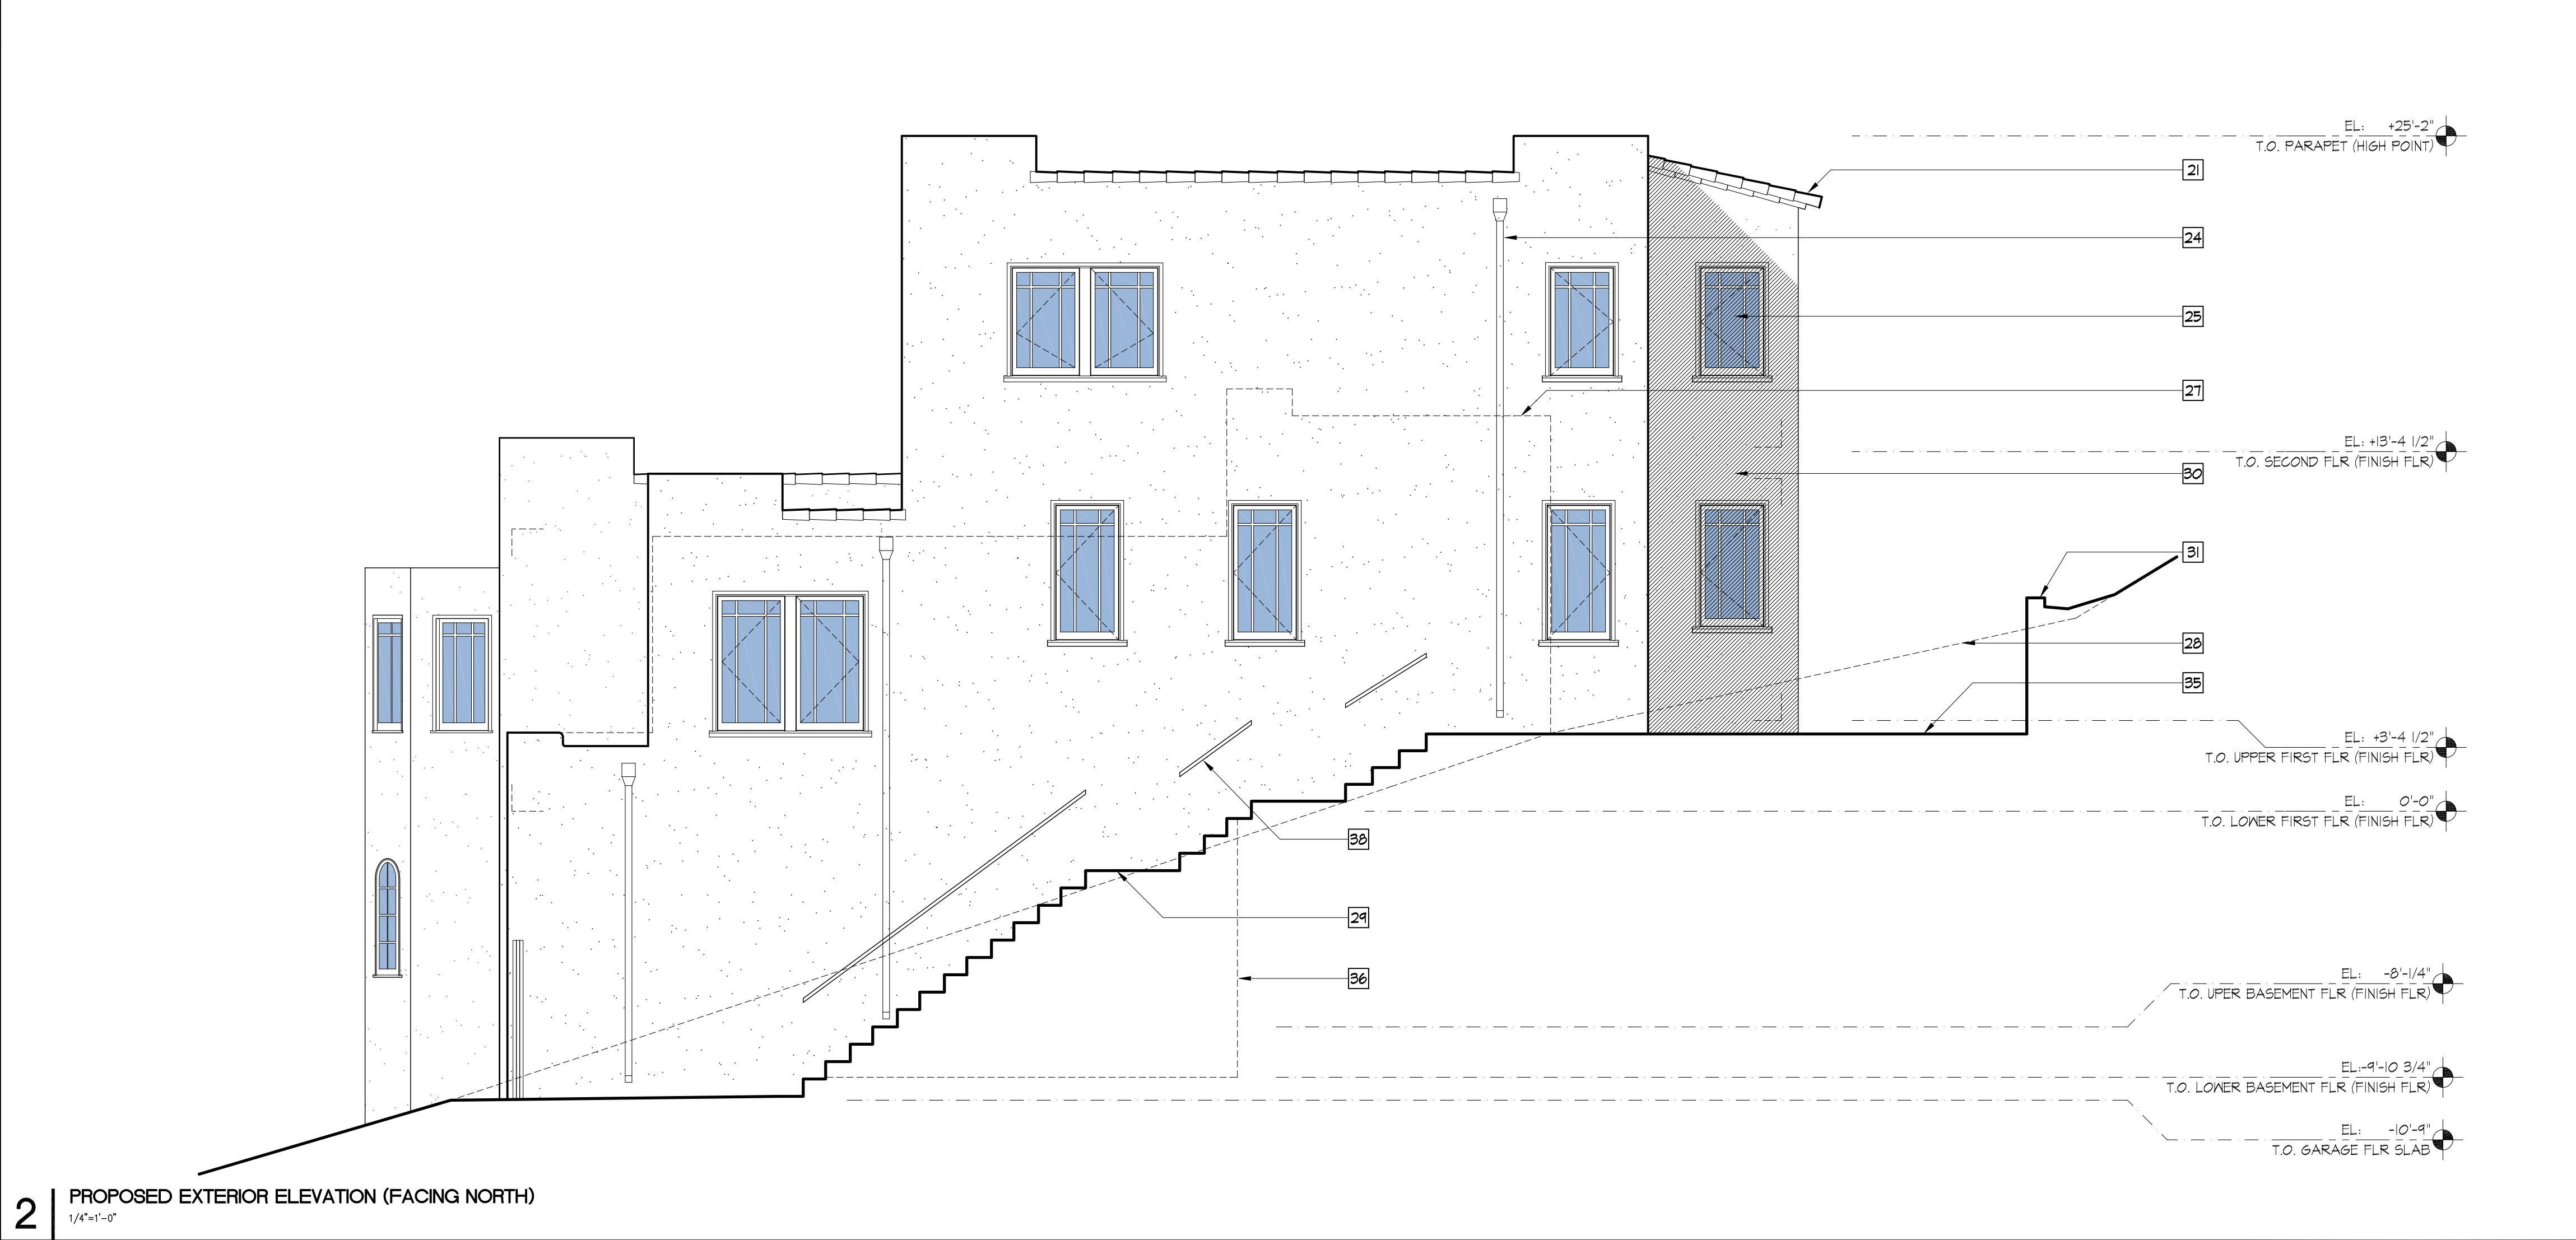 EL: +25'-2"
T.O. PARAPET (HIGH POINT)
21
24
25
27
EL: +13'-4 1/2"
T.O. SECOND FLR (FINISH FLR)
30
31
28
35
EL: +3'-4 1/2"
T.O. UPPER FIRST FLR (FINISH FLR)
EL: 0'-0"
T.O. LOWER FIRST FLR (FINISH FLR)
38
29
36
EL: -8'-1/4"
T.O. UPER BASEMENT FLR (FINISH FLR)
EL:-9'-10 3/4"
T.O. LOWER BASEMENT FLR (FINISH FLR)
EL: -10'-9"
T.O. GARAGE FLR SLAB
2
PROPOSED EXTERIOR ELEVATION (FACING NORTH)
1/4"=1'-0"